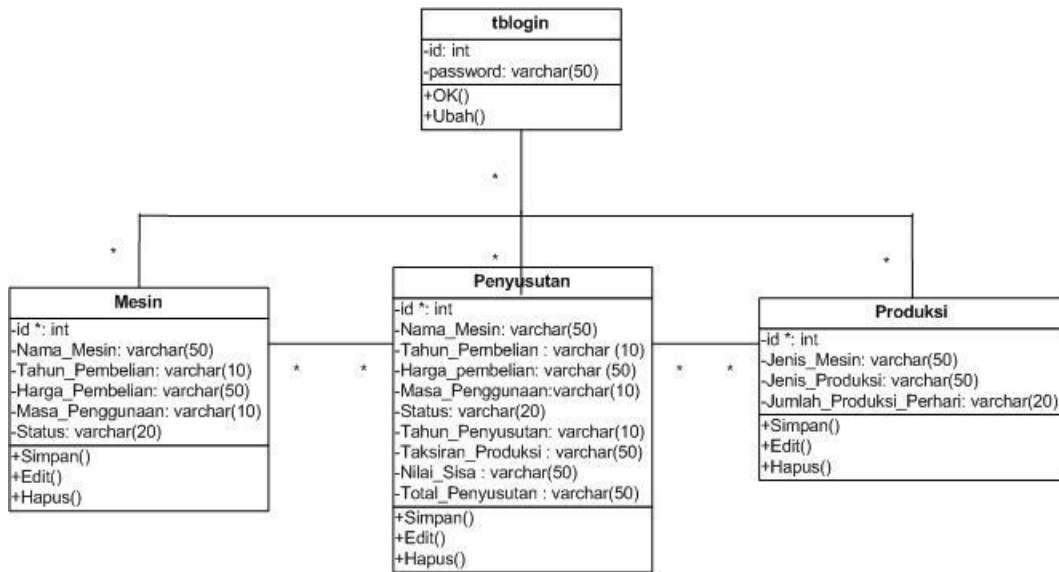 tblogin
-id: int
-password: varchar(50)
+OK()
+Ubah()
*
*
*
*
Mesin
-id *: int
-Nama_Mesin: varchar(50)
-Tahun_Pembelian: varchar(10)
-Harga_Pembelian: varchar(50)
-Masa_Penggunaan: varchar(10)
-Status: varchar(20)
+Simpan()
+Edit()
+Hapus()
*
*
Penyusutan
-id *: int
-Nama_Mesin: varchar(50)
-Tahun_Pembelian : varchar (10)
-Harga_pembelian: varchar (50)
-Masa_Penggunaan:varchar(10)
-Status: varchar(20)
-Tahun_Penyusutan: varchar(10)
-Taksiran_Produksi : varchar(50)
-Nilai_Sisa : varchar(50)
-Total_Penyusutan : varchar(50)
+Simpan()
+Edit()
+Hapus()
*
*
Produksi
-id *: int
-Jenis_Mesin: varchar(50)
-Jenis_Produksi: varchar(50)
-Jumlah_Produksi_Perhari: varchar(20)
+Simpan()
+Edit()
+Hapus()